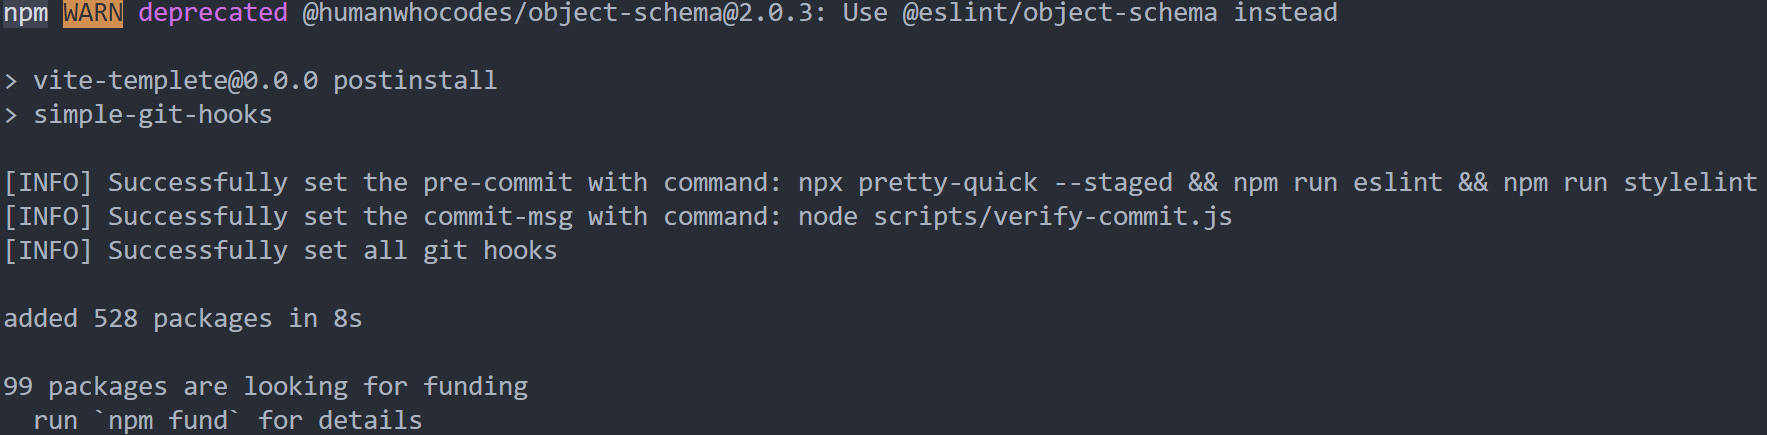 npm WARN deprecated @humanwhocodes/object-schema@2.0.3: Use @eslint/object-schema instead
> vite-templete@0.0.0 postinstall
> simple-git-hooks
[INFO] Successfully set the pre-commit with command: npx pretty-quick --staged && npm run eslint && npm run stylelint
[INFO] Successfully set the commit-msg with command: node scripts/verify-commit.js
[INFO] Successfully set all git hooks
added 528 packages in 8s
99 packages are looking for funding
  run `npm fund` for details